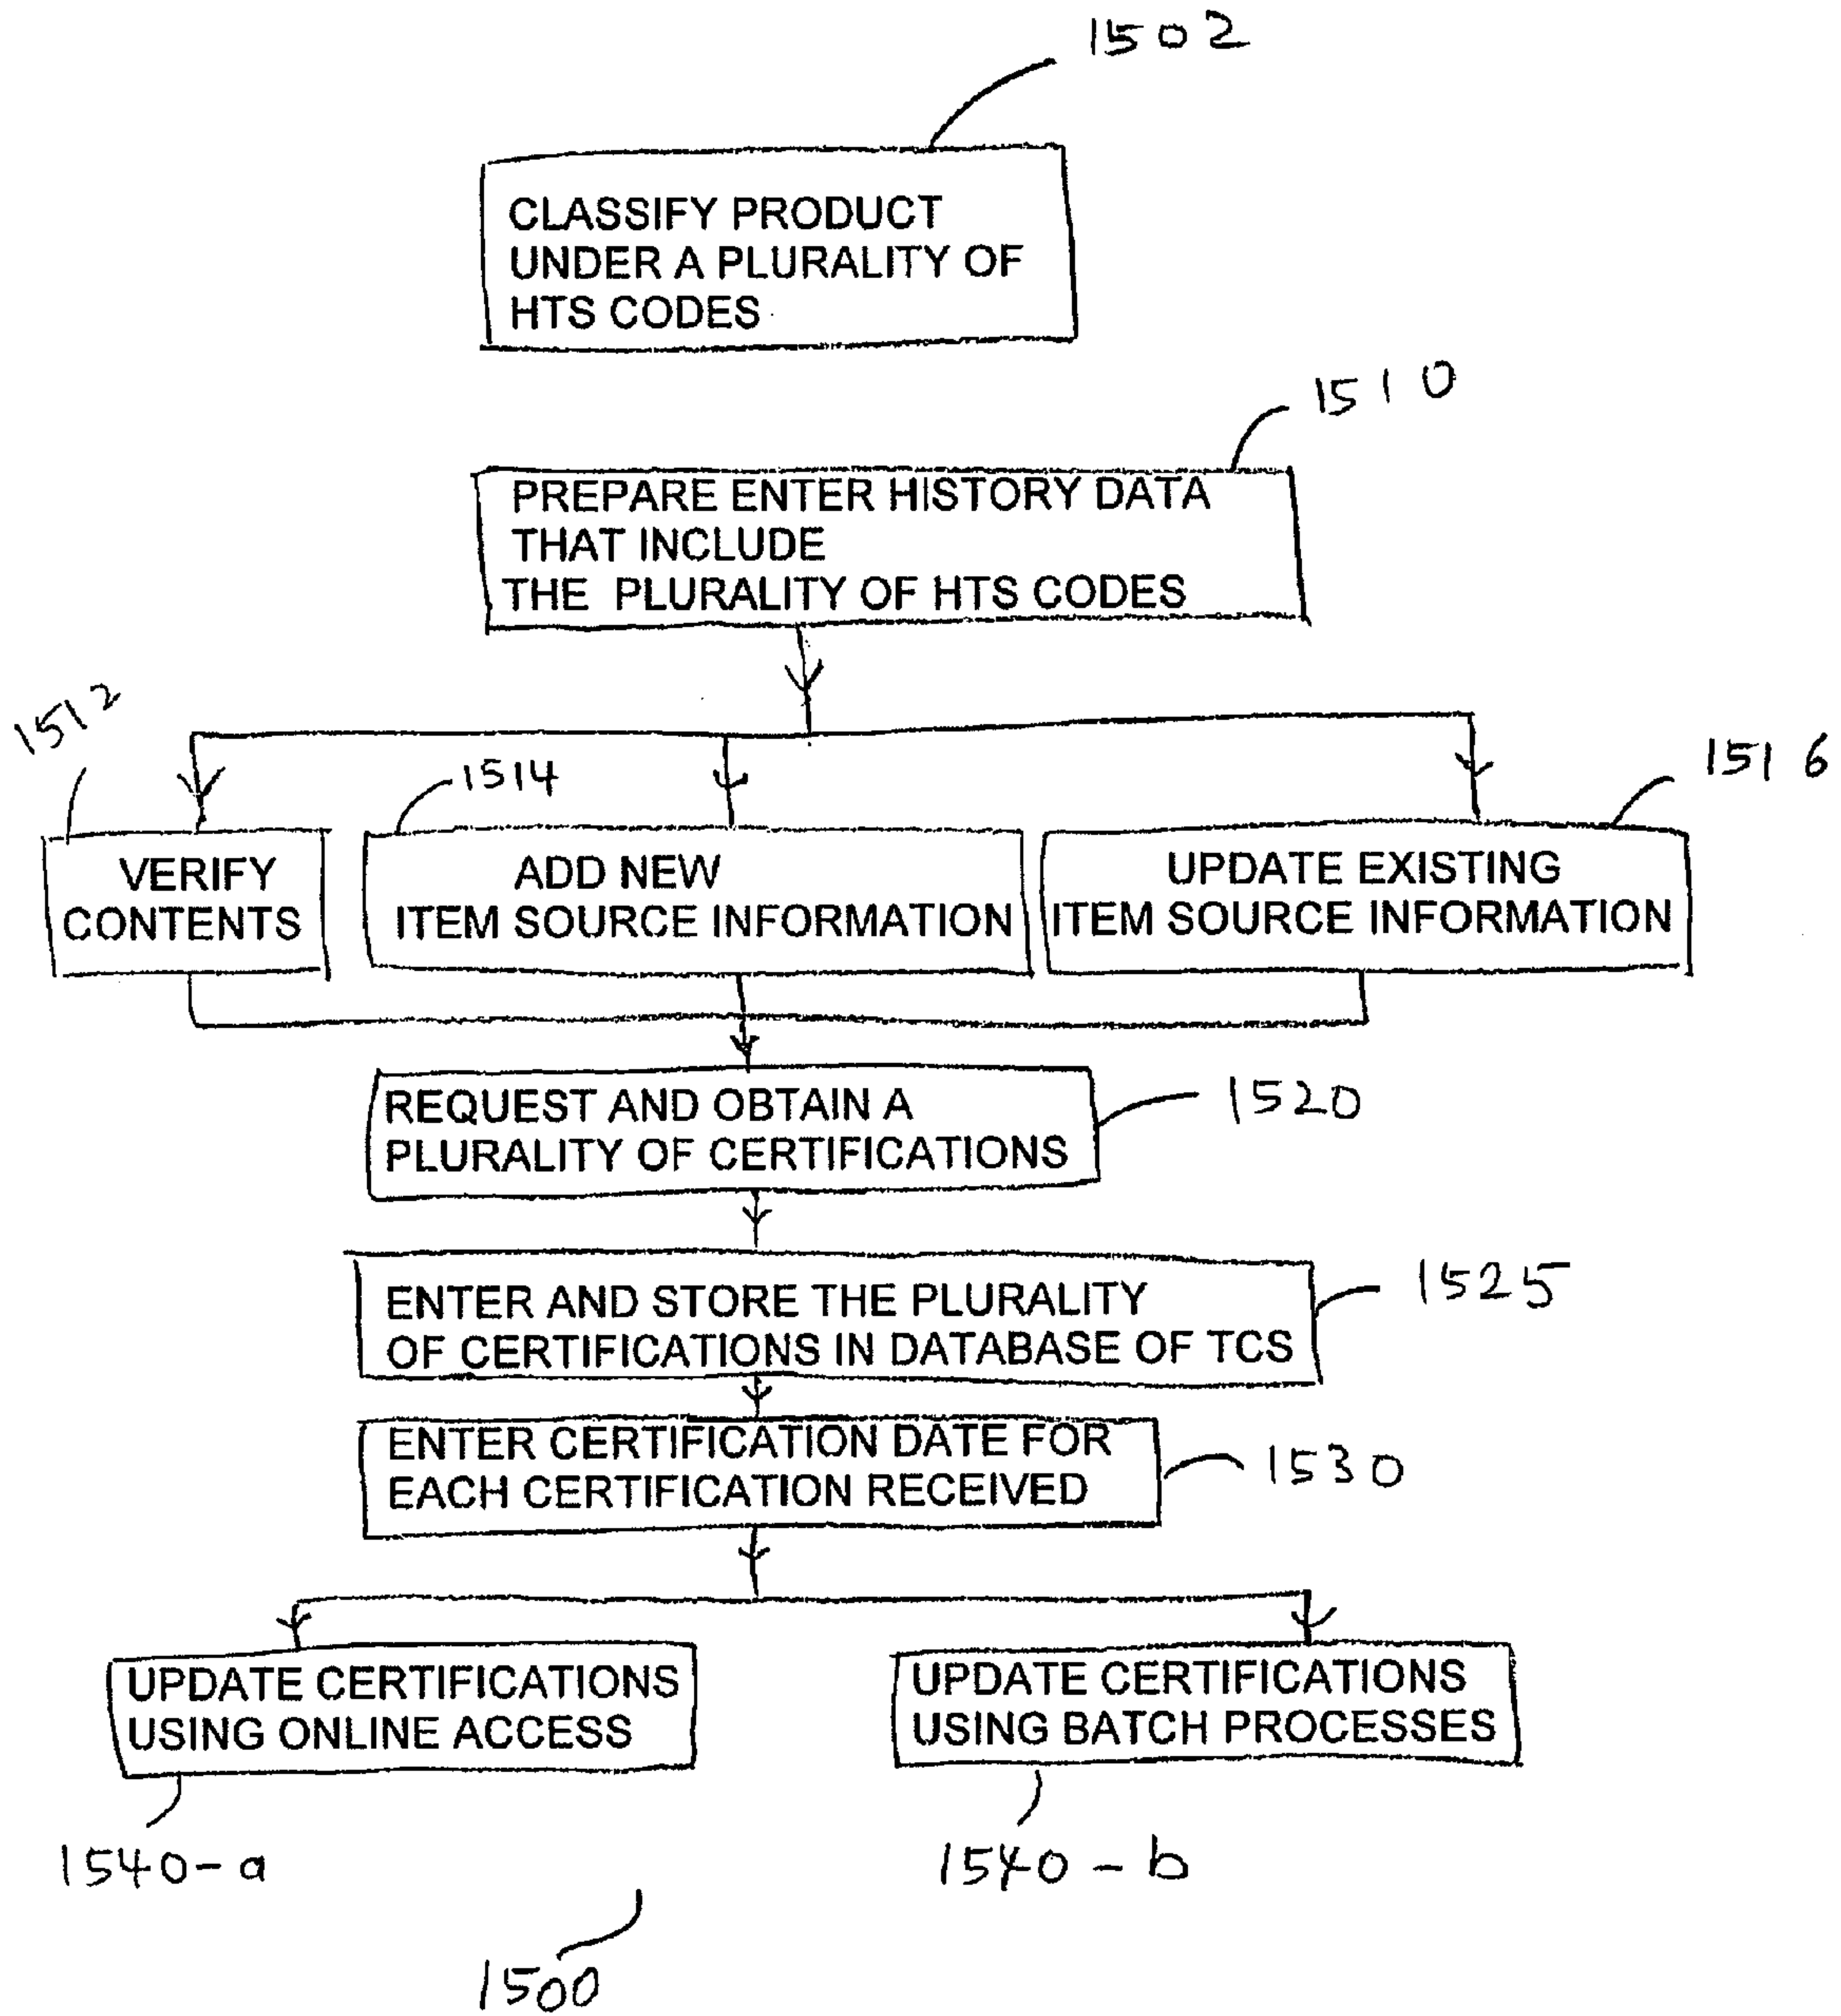 1502
CLASSIFY PRODUCT
UNDER A PLURALITY OF
HTS CODES
1510
PREPARE ENTER HISTORY DATA
THAT INCLUDE
THE PLURALITY OF HTS CODES
1512
1514
1516
VERIFY
CONTENTS
ADD NEW
ITEM SOURCE INFORMATION
UPDATE EXISTING
ITEM SOURCE INFORMATION
REQUEST AND OBTAIN A
PLURALITY OF CERTIFICATIONS
1520
ENTER AND STORE THE PLURALITY
OF CERTIFICATIONS IN DATABASE OF TCS
1525
ENTER CERTIFICATION DATE FOR
EACH CERTIFICATION RECEIVED
1530
UPDATE CERTIFICATIONS
USING ONLINE ACCESS
UPDATE CERTIFICATIONS
USING BATCH PROCESSES
1540-a
1540-b
1500